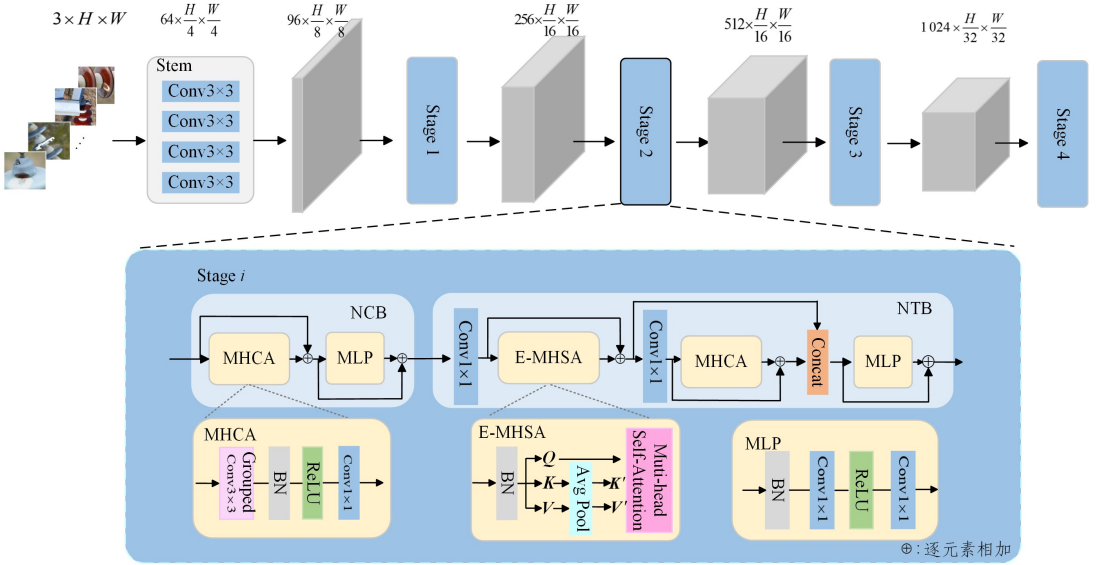 3×H×W
64×H/4×W/4
96×H/8×W/8
256×H/16×W/16
512×H/16×W/16
1 024×H/32×W/32
Stem
Conv3×3
Conv3×3
Conv3×3
Conv3×3
Stage 1
Stage 2
Stage 3
Stage 4
...
Stage i
NCB
MHCA
⊕
MLP
⊕
NTB
Conv1×1
E-MHSA
⊕
Conv1×1
MHCA
⊕
Concat
MLP
⊕
MHCA
Grouped
Conv3×3
BN
ReLU
Conv1×1
E-MHSA
BN
Q
K
V
Avg Pool
K'
V'
Muti-head
Self-Attention
MLP
BN
Conv1×1
ReLU
Conv1×1
⊕:逐元素相加